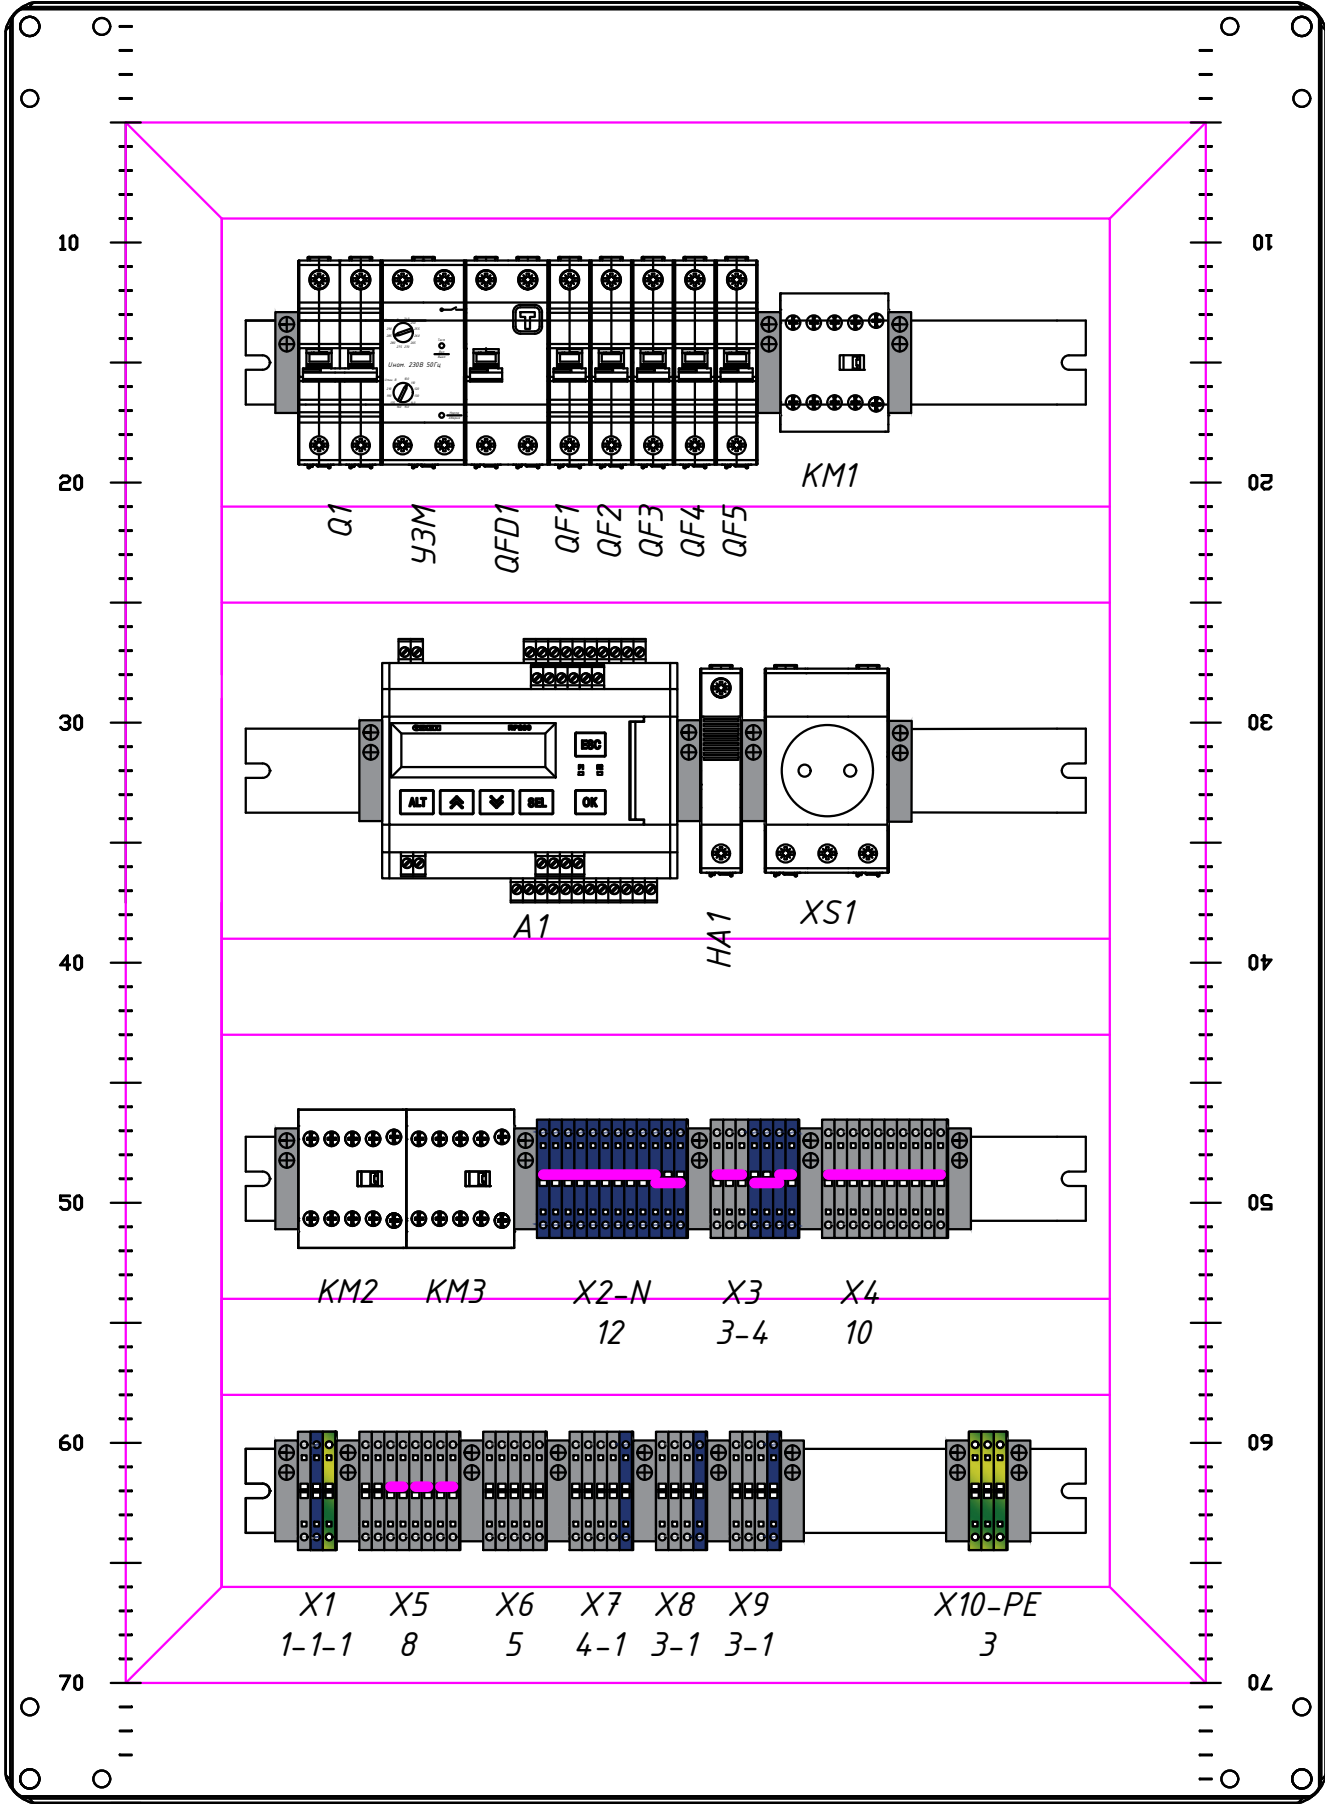 10 10
Uном. 230В 50Гц
20 20
Q1 УЗМ QFD1 QF1 QF2 QF3 QF4 QF5 KM1
30 30
ESC
ALT SEL OK
A1 HA1 XS1
40 40
50 50
KM2 KM3 X2-N X3 X4
12 3-4 10
60 60
X1 X5 X6 X7 X8 X9 X10-PE
1-1-1 8 5 4-1 3-1 3-1 3
70 70